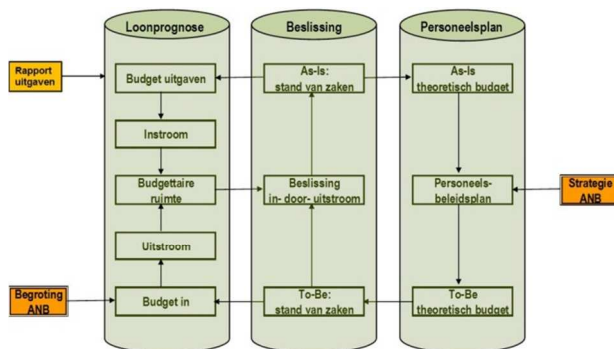 Loonprognose
Beslissing
Personeelsplan
Rapport
uitgaven
Budget uitgaven
As-Is:
stand van zaken
As-Is
theoretisch budget
Instroom
Budgettaire
ruimte
Beslissing
in- door- uitstroom
Personeels-
beleidsplan
Strategie
ANB
Uitstroom
Begroting
ANB
Budget in
To-Be:
stand van zaken
To-Be
theoretisch budget